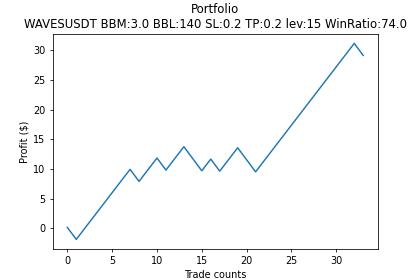 Portfolio
WAVESUSDT BBM:3.0 BBL:140 SL:0.2 TP:0.2 lev:15 WinRatio:74.0
30
25
20
15
10
5
0
Profit ($)
0 5 10 15 20 25 30
Trade counts